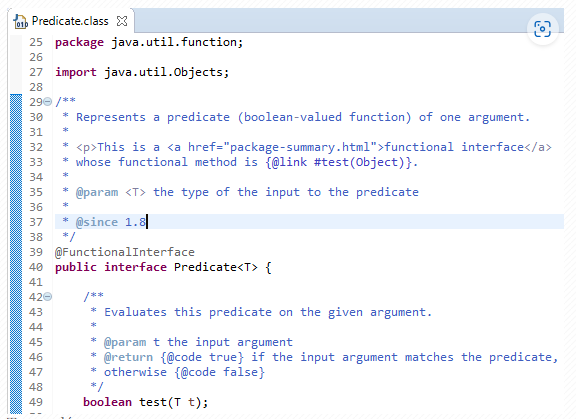 Predicate.class
25 package java.util.function;
26
27 import java.util.Objects;
28
29 /**
30  * Represents a predicate (boolean-valued function) of one argument.
31  *
32  * <p>This is a <a href="package-summary.html">functional interface</a>
33  * whose functional method is {@link #test(Object)}.
34  *
35  * @param <T> the type of the input to the predicate
36  *
37  * @since 1.8
38  */
39 @FunctionalInterface
40 public interface Predicate<T> {
41
42     /**
43      * Evaluates this predicate on the given argument.
44      *
45      * @param t the input argument
46      * @return {@code true} if the input argument matches the predicate,
47      * otherwise {@code false}
48      */
49     boolean test(T t);